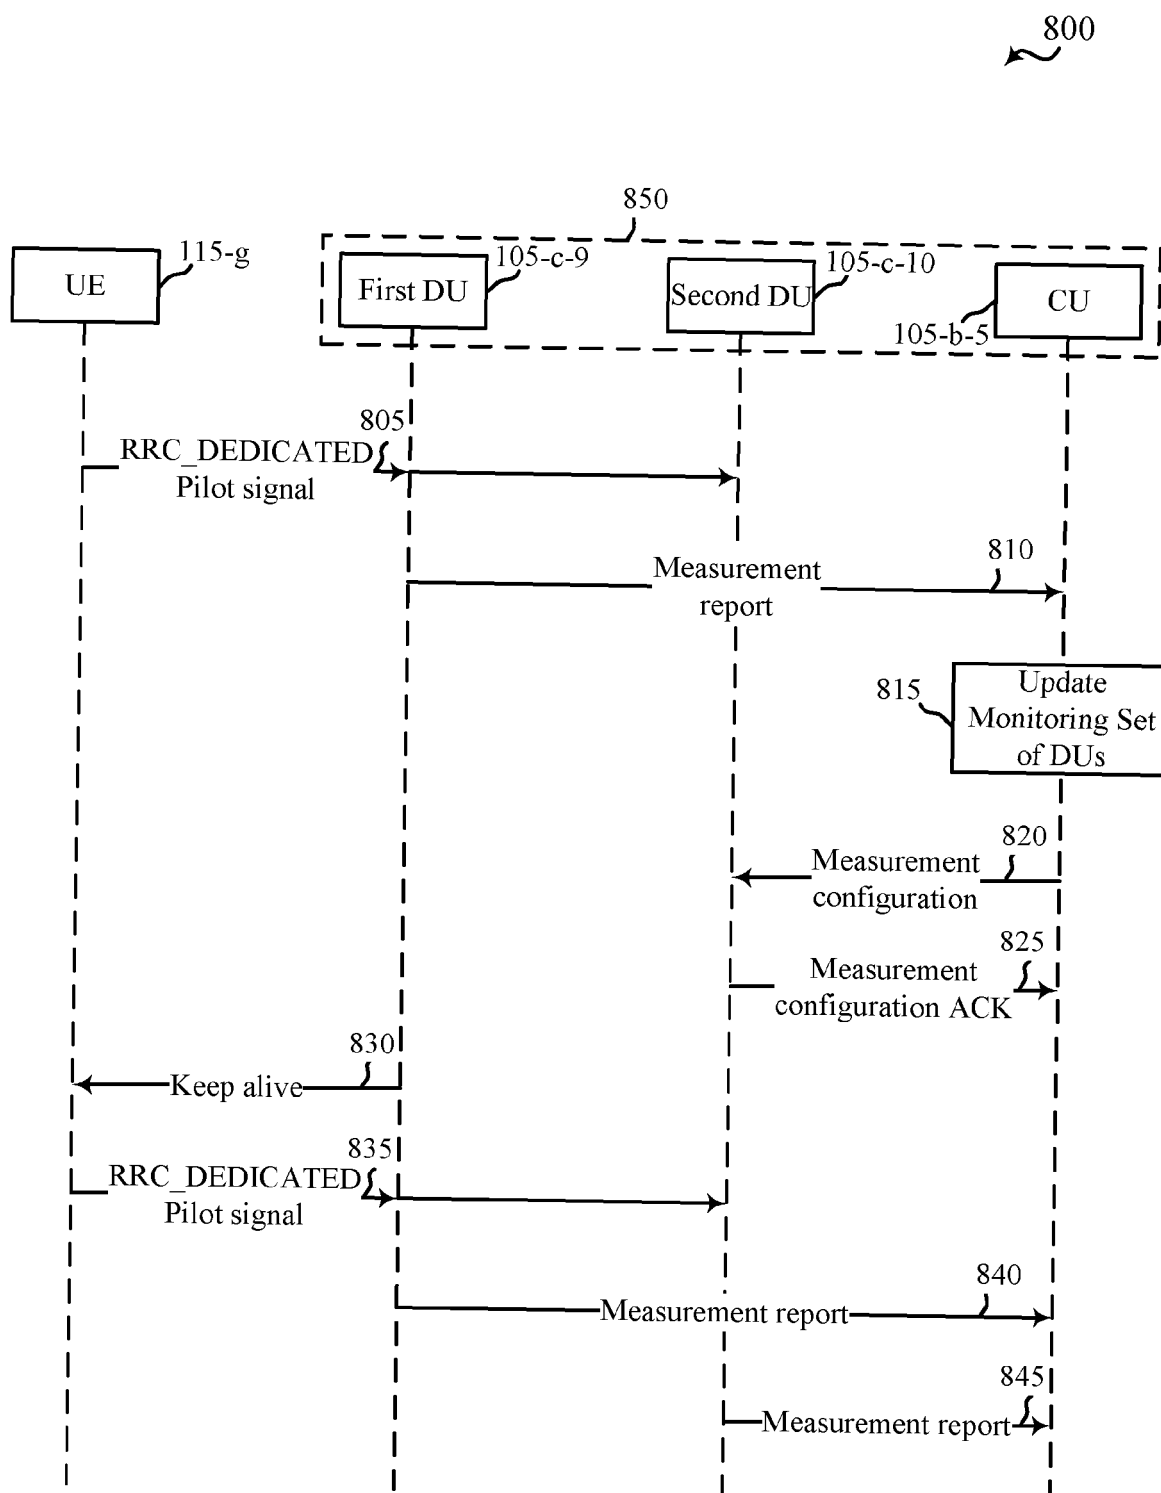 800
850
115-g
105-c-9
105-c-10
UE
First DU
Second DU
CU
105-b-5
805
RRC_DEDICATED
Pilot signal
810
Measurement
report
815
Update
Monitoring Set
of DUs
820
Measurement
configuration
825
Measurement
configuration ACK
830
Keep alive
835
RRC_DEDICATED
Pilot signal
840
Measurement report
845
Measurement report